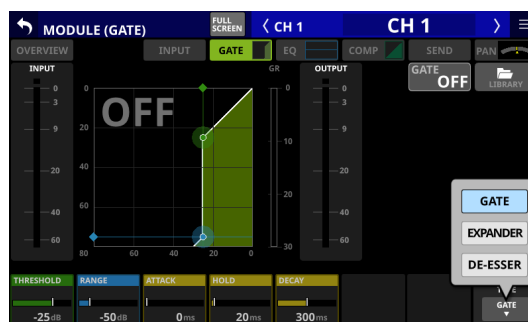 MODULE (GATE)
FULL SCREEN
CH 1
CH 1
OVERVIEW
INPUT
GATE
EQ
COMP
SEND
PAN
INPUT
GR
OUTPUT
GATE
OFF
LIBRARY
OFF
0
3
9
20
40
60
0
20
40
60
80
60
40
20
0
0
10
20
30
0
3
9
20
40
60
GATE
EXPANDER
DE-ESSER
THRESHOLD
RANGE
ATTACK
HOLD
DECAY
-25dB
-50dB
0ms
20ms
300ms
GATE